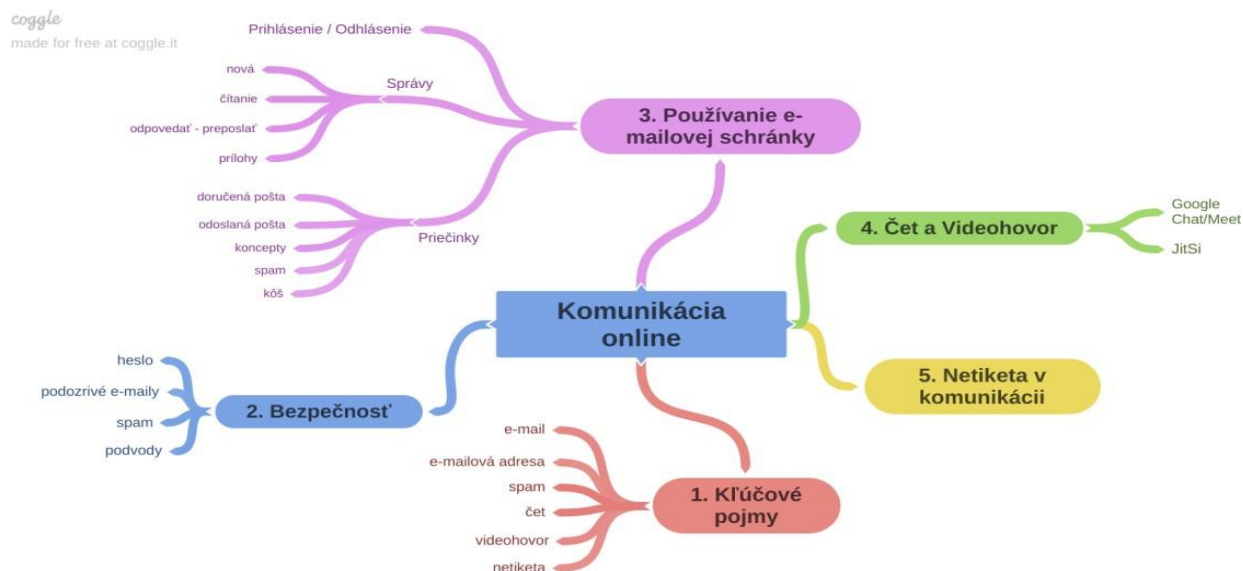 coggle
made for free at coggle.it
Prihlásenie / Odhlásenie
nová
čítanie
odpovedať - preposlať
prílohy
Správy
doručená pošta
odoslaná pošta
koncepty
spam
kôš
Priečinky
3. Používanie e-
mailovej schránky
4. Čet a Videohovor
Google
Chat/Meet
JitSi
Komunikácia
online
heslo
podozrivé e-maily
spam
podvody
2. Bezpečnosť
5. Netiketa v
komunikácii
e-mail
e-mailová adresa
spam
čet
videohovor
netiketa
1. Kľúčové
pojmy